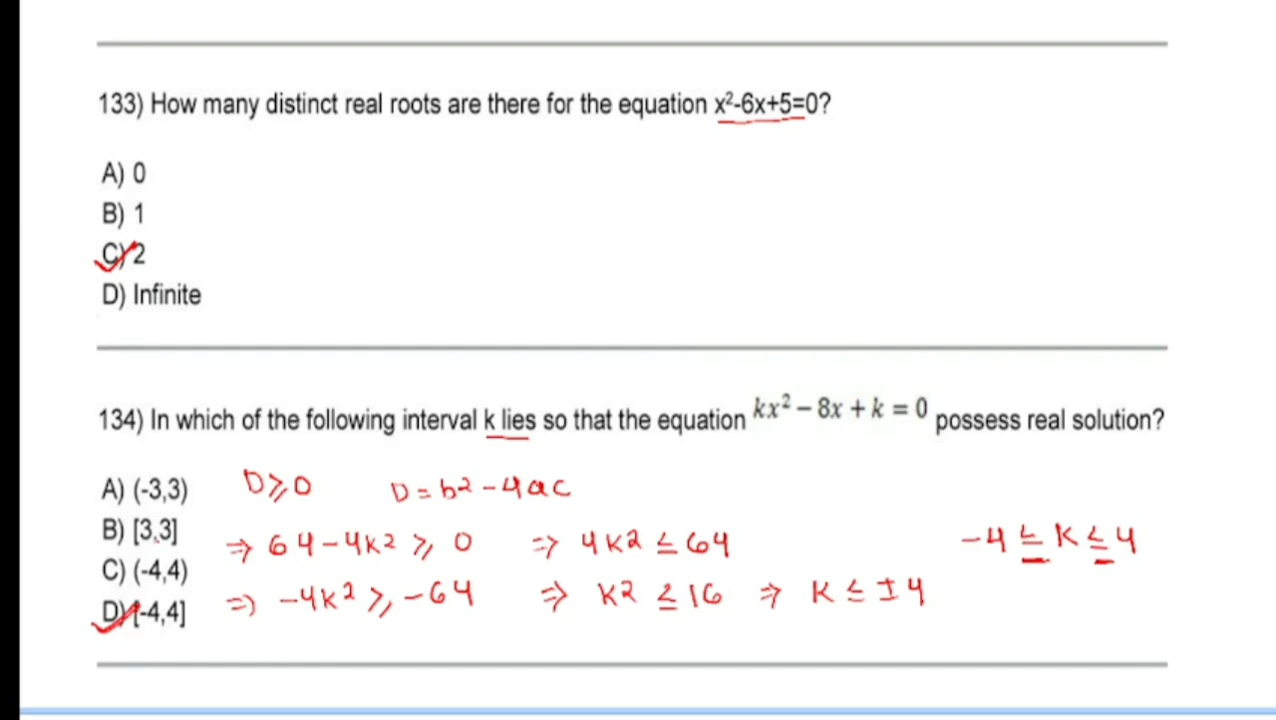 133) How many distinct real roots are there for the equation x²-6x+5=0?
A) 0
B) 1
C) 2
D) Infinite
134) In which of the following interval k lies so that the equation kx² − 8x + k = 0 possess real solution?
A) (-3,3) D ⩾ 0 D = b2 - 4ac
B) [3,3] ⇒ 64 - 4k2 ⩾ 0 ⇒ 4k2 ≤ 64 -4 ≤ k ≤ 4
C) (-4,4)
D) [-4,4] ⇒ -4k2 ⩾ -64 ⇒ k2 ≤ 16 ⇒ k ≤ ±4